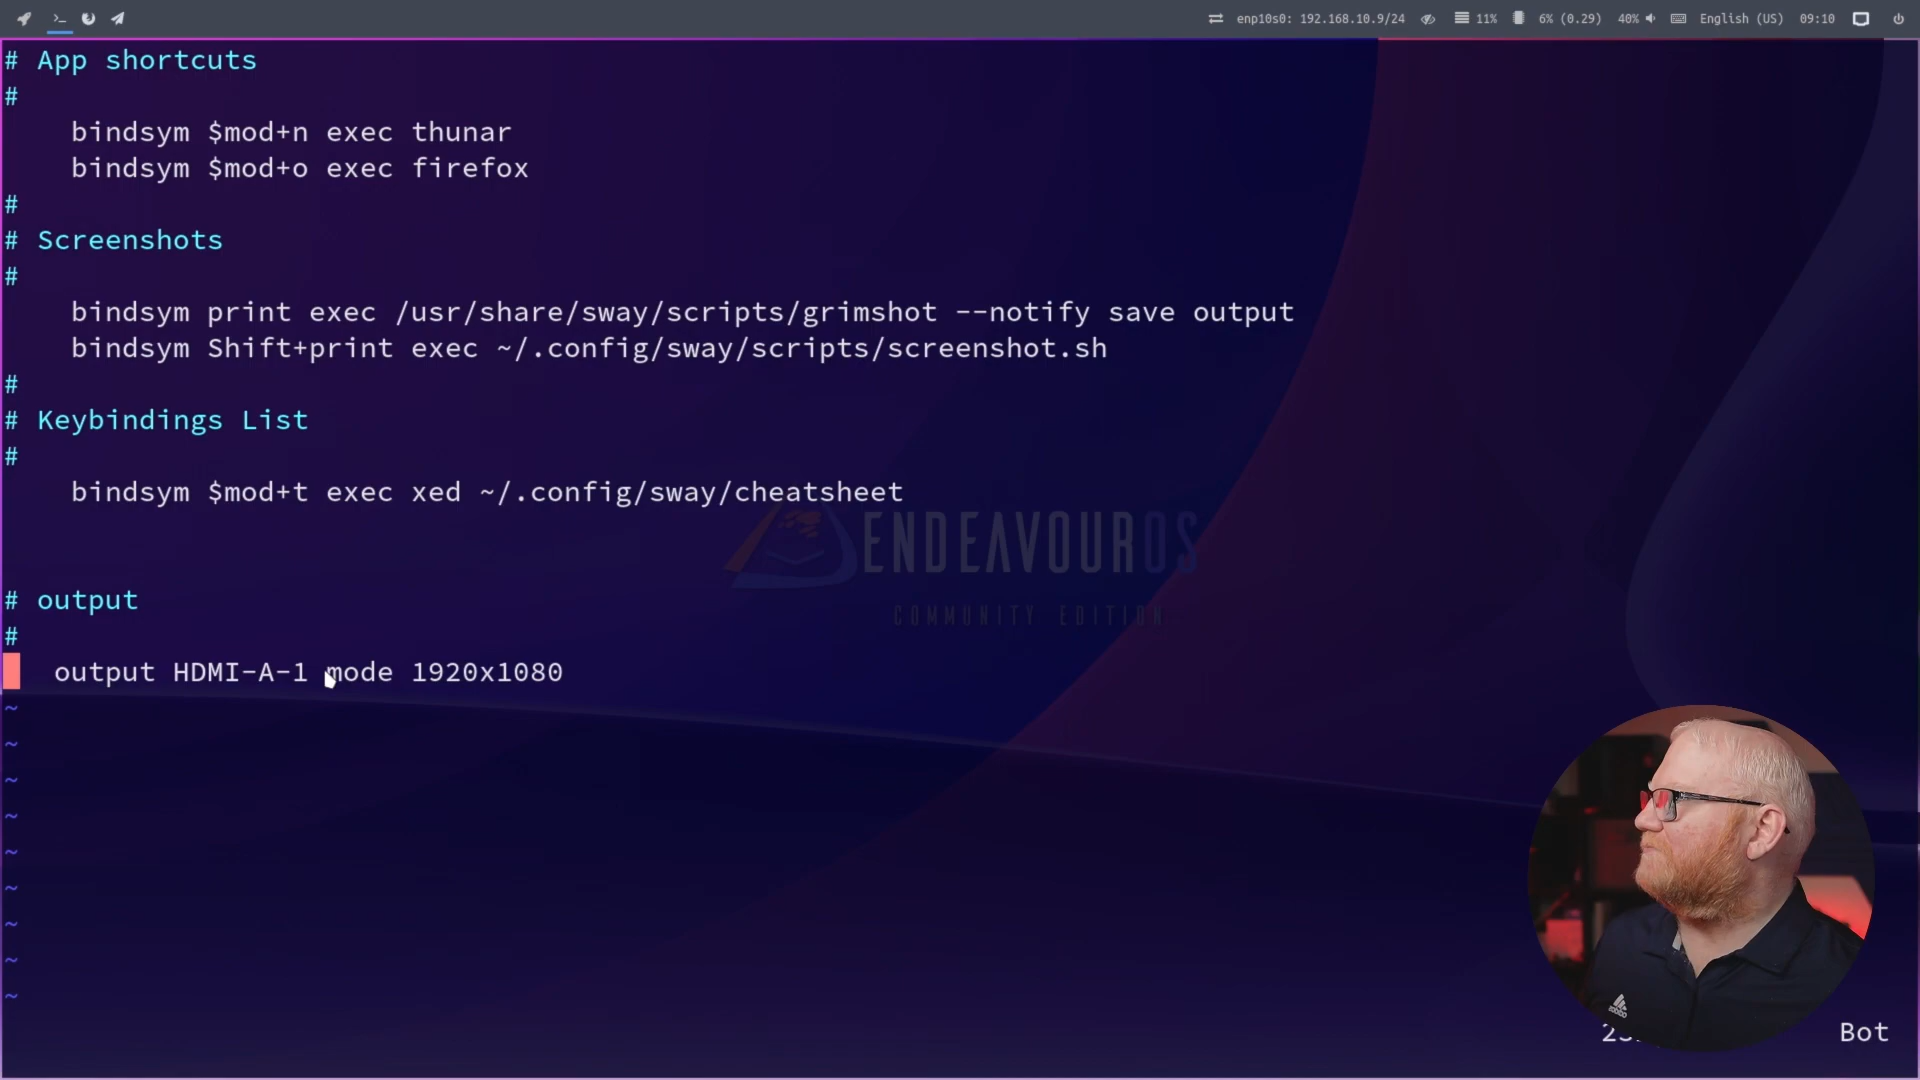 enp10s0: 192.168.10.9/24 11% 6% (0.29) 40% English (US) 09:10
# App shortcuts
#
bindsym $mod+n exec thunar
bindsym $mod+o exec firefox
#
# Screenshots
#
bindsym print exec /usr/share/sway/scripts/grimshot --notify save output
bindsym Shift+print exec ~/.config/sway/scripts/screenshot.sh
#
# Keybindings List
#
bindsym $mod+t exec xed ~/.config/sway/cheatsheet
ENDEAVOUROS
COMMUNITY EDITION
# output
#
output HDMI-A-1 mode 1920x1080
~
~
~
~
~
~
~
~
~
Bot